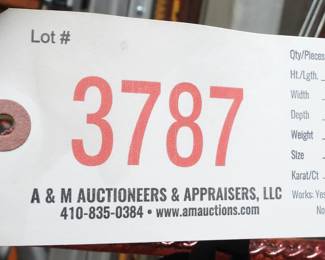 Lot #
3787
A & M AUCTIONEERS & APPRAISERS, LLC
410-835-0384 • www.amauctions.com
Qty/Pieces
Ht./Lgth.
Width
Depth
Weight
Size
Karat/Ct
Works: Yes
No